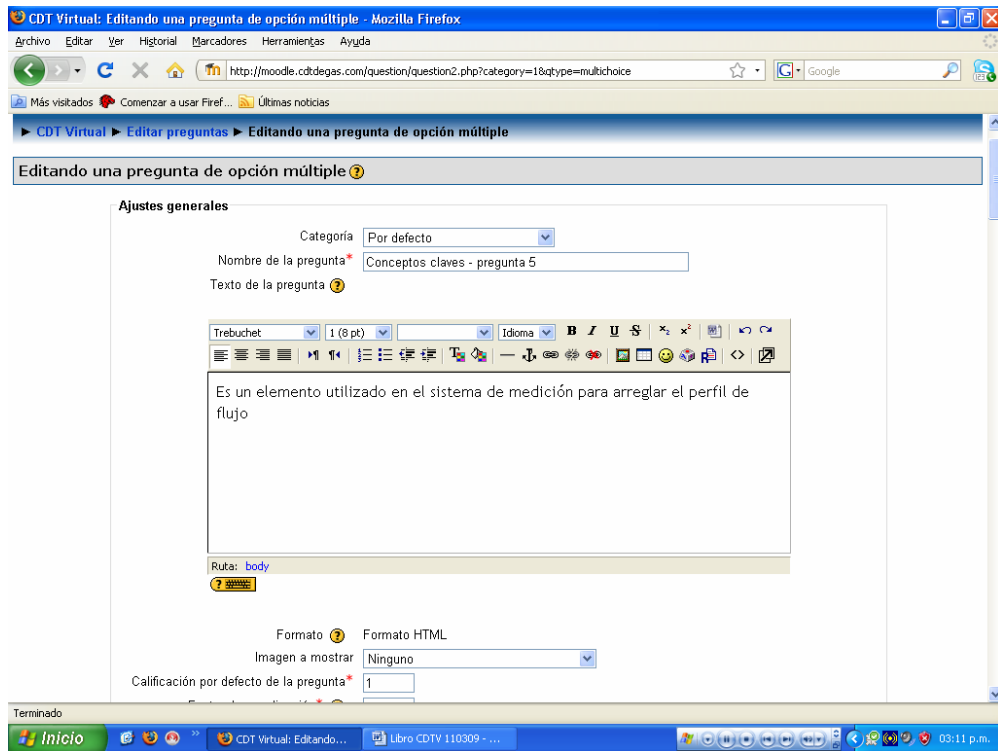 CDT Virtual: Editando una pregunta de opción múltiple - Mozilla Firefox
Archivo Editar Ver Historial Marcadores Herramientas Ayuda
http://moodle.cdtdegas.com/question/question2.php?category=1&qtype=multichoice Google
Más visitados Comenzar a usar Firef... Últimas noticias
► CDT Virtual ► Editar preguntas ► Editando una pregunta de opción múltiple
Editando una pregunta de opción múltiple ?
Ajustes generales
Categoría Por defecto
Nombre de la pregunta* Conceptos claves - pregunta 5
Texto de la pregunta ?
Trebuchet 1 (8 pt) Idioma B I U S x₂ x²
Es un elemento utilizado en el sistema de medición para arreglar el perfil de
flujo
Ruta: body
?
Formato ? Formato HTML
Imagen a mostrar Ninguno
Calificación por defecto de la pregunta* 1
Terminado
Inicio » CDT Virtual: Editando... Libro CDTV 110309 - ... 03:11 p.m.